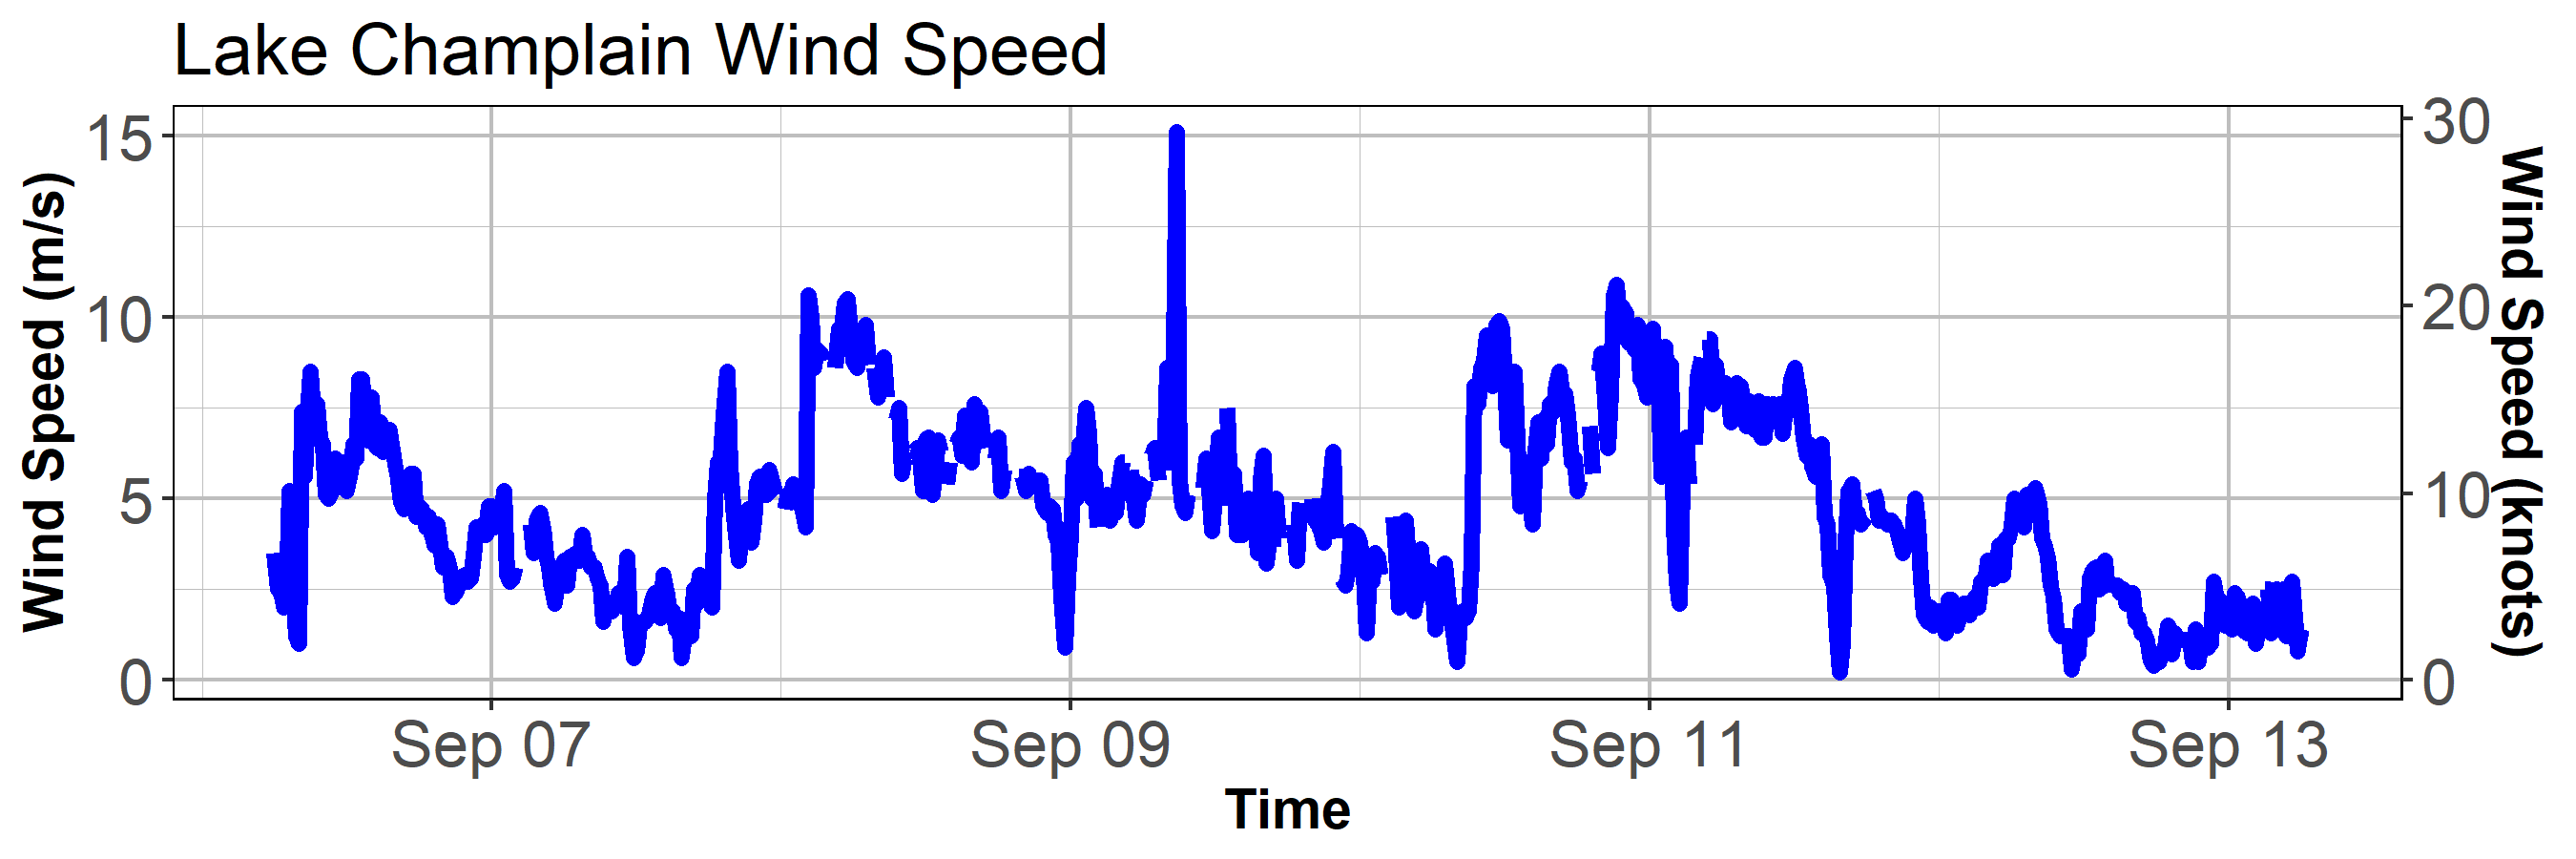 Lake Champlain Wind Speed
15
10
5
0
Wind Speed (m/s)
30
20
10
0
Wind Speed (knots)
Sep 07
Sep 09
Sep 11
Sep 13
Time